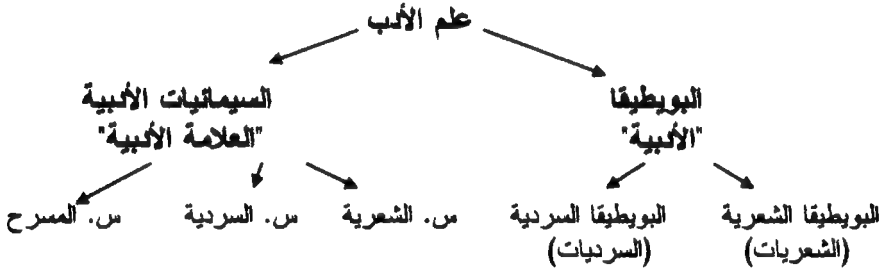 علم الأدب
البويطيقا
"الأدبية"
السيميائيات الأدبية
"العلامة الأدبية"
البويطيقا الشعرية
(الشعريات)
البويطيقا السردية
(السرديات)
س. الشعرية
س. السردية
س. المسرح